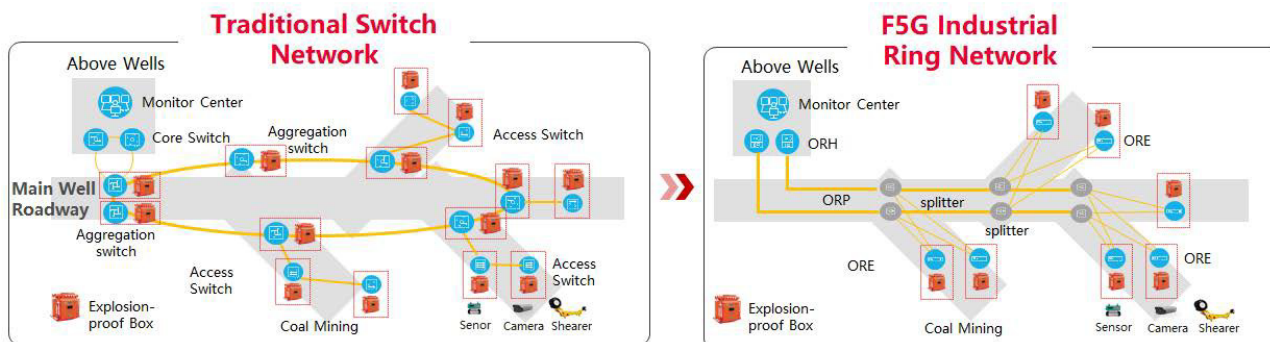 Traditional Switch
Network
Above Wells
Monitor Center
Core Switch
Aggregation
switch
Access Switch
Main Well
Roadway
Aggregation
switch
Access
Switch
Access
Switch
Explosion-
proof Box
Coal Mining
Senor
Camera
Shearer
F5G Industrial
Ring Network
Above Wells
Monitor Center
ORH
ORE
ORP
splitter
splitter
ORE
ORE
Explosion-
proof Box
Coal Mining
Sensor
Camera
Shearer